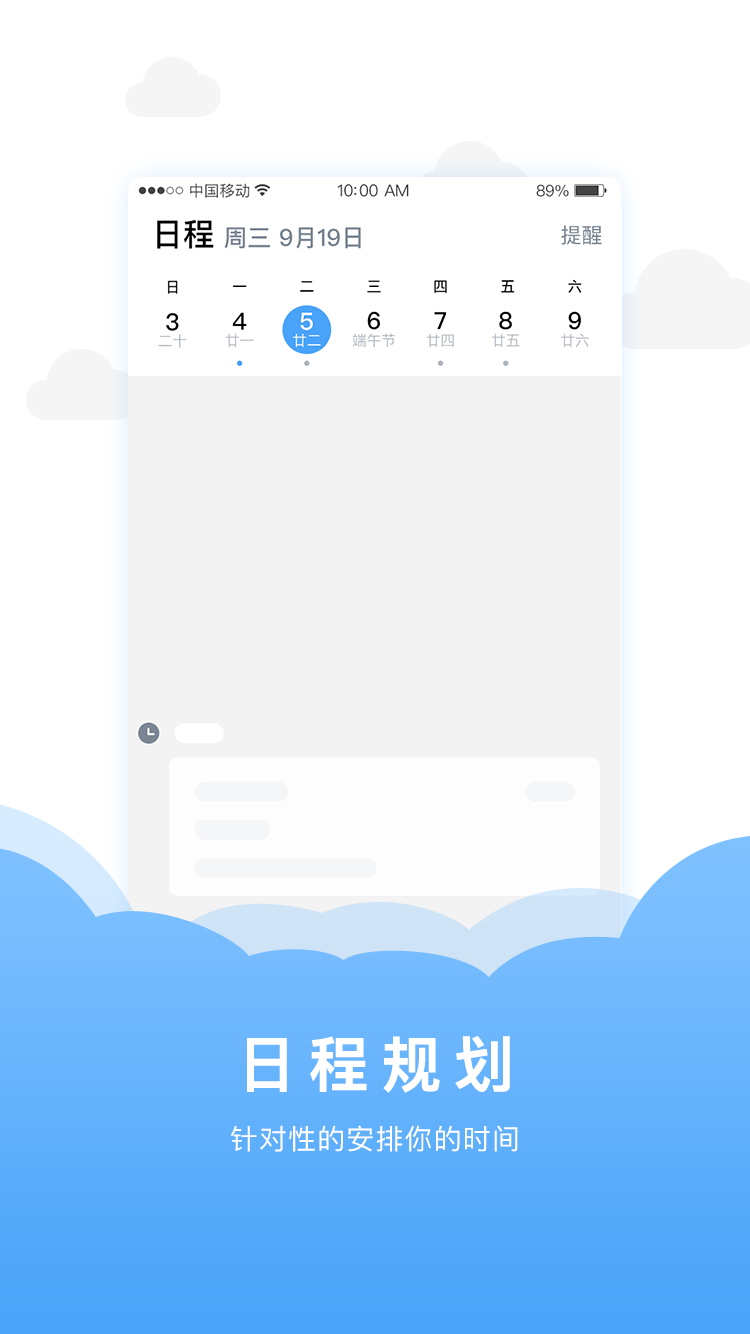 中国移动 10:00 AM 89%
日程 周三 9月19日 提醒
日 一 二 三 四 五 六
3 4 5 6 7 8 9
二十 廿一 廿二 端午节 廿四 廿五 廿六
日程规划
针对性的安排你的时间